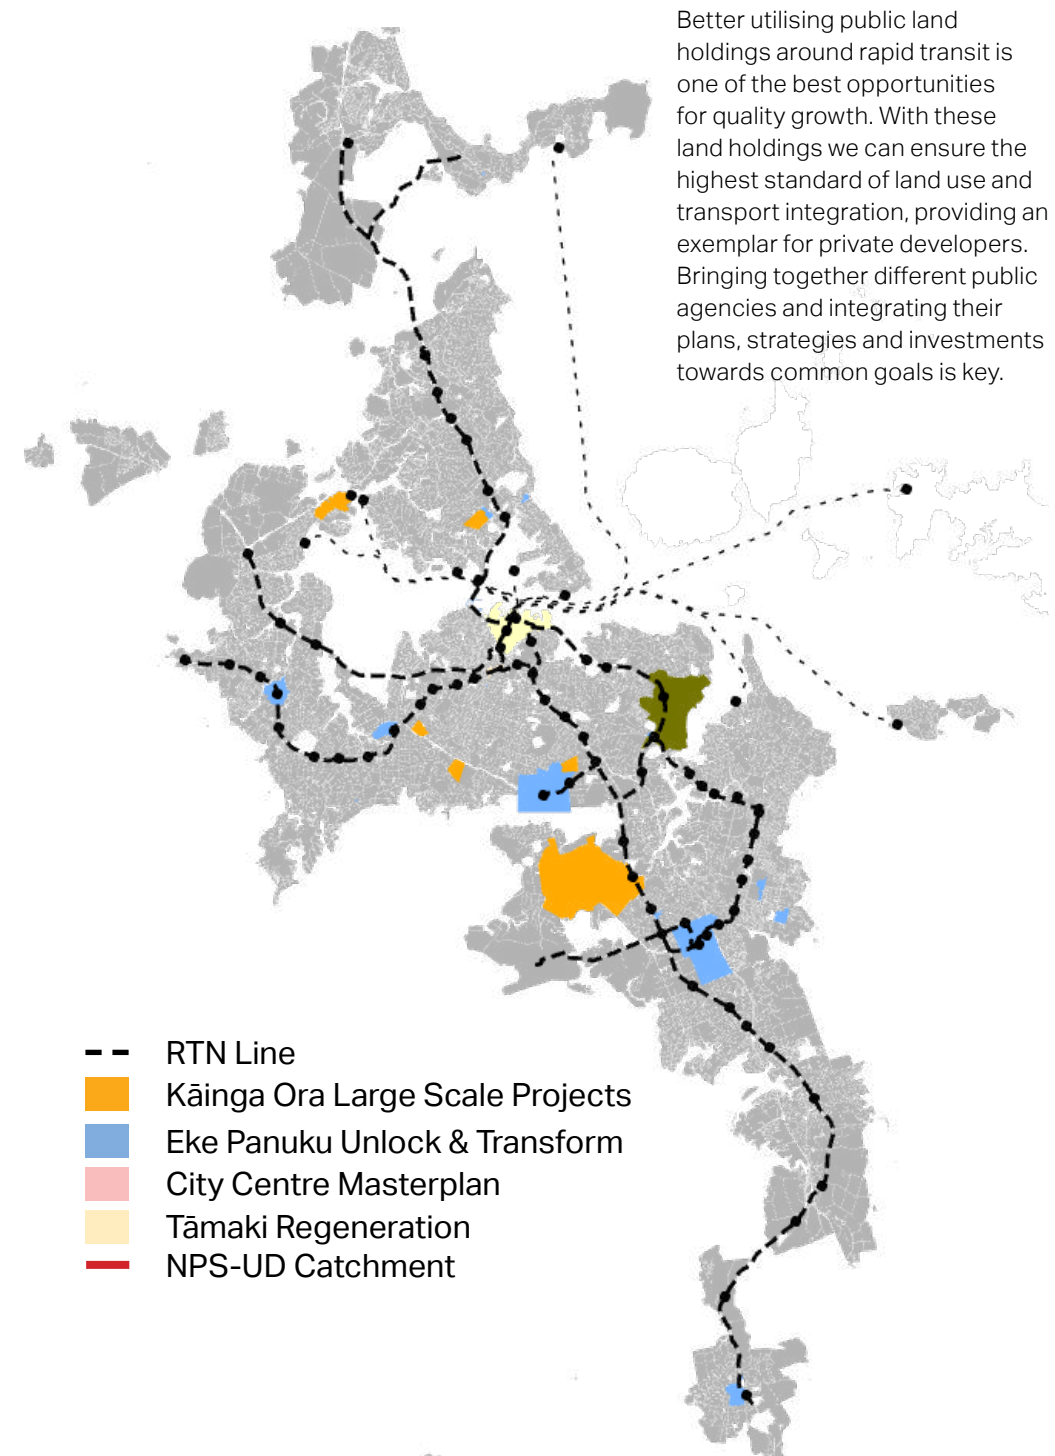 Better utilising public land
holdings around rapid transit is
one of the best opportunities
for quality growth. With these
land holdings we can ensure the
highest standard of land use and
transport integration, providing an
exemplar for private developers.
Bringing together different public
agencies and integrating their
plans, strategies and investments
towards common goals is key.
RTN Line
Kāinga Ora Large Scale Projects
Eke Panuku Unlock & Transform
City Centre Masterplan
Tāmaki Regeneration
NPS-UD Catchment